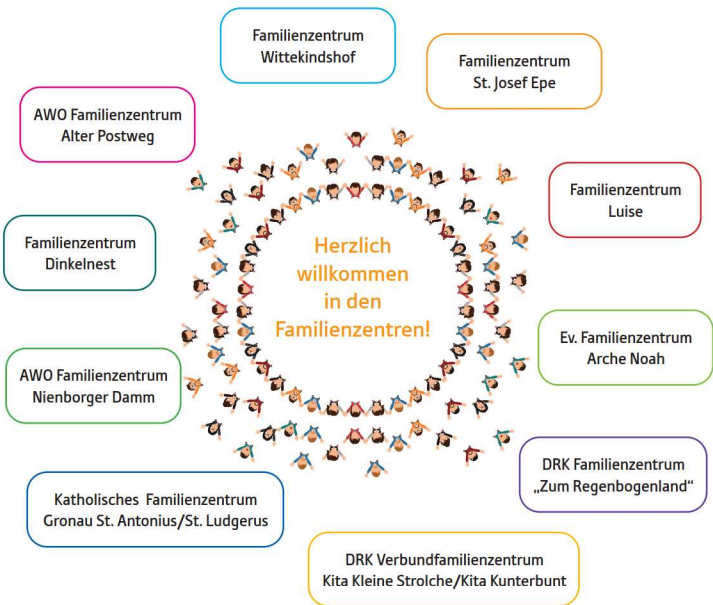 Familienzentrum
Wittekindshof
Familienzentrum
St. Josef Epe
AWO Familienzentrum
Alter Postweg
Familienzentrum
Luise
Familienzentrum
Dinkelnest
Herzlich
willkommen
in den
Familienzentren!
Ev. Familienzentrum
Arche Noah
AWO Familienzentrum
Nienborger Damm
DRK Familienzentrum
„Zum Regenbogenland“
Katholisches Familienzentrum
Gronau St. Antonius/St. Ludgerus
DRK Verbundfamilienzentrum
Kita Kleine Strolche/Kita Kunterbunt